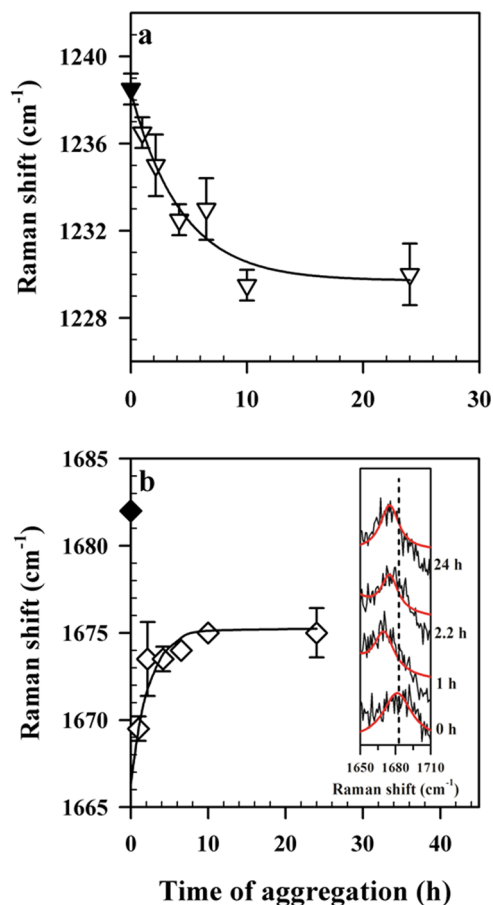 a
1240
1236
1232
1228
Raman shift (cm-1)
0 10 20 30
b
1685
1680
1675
1670
1665
Raman shift (cm-1)
24 h
2.2 h
1 h
0 h
1650 1680 1710
Raman shift (cm-1)
0 10 20 30 40
Time of aggregation (h)